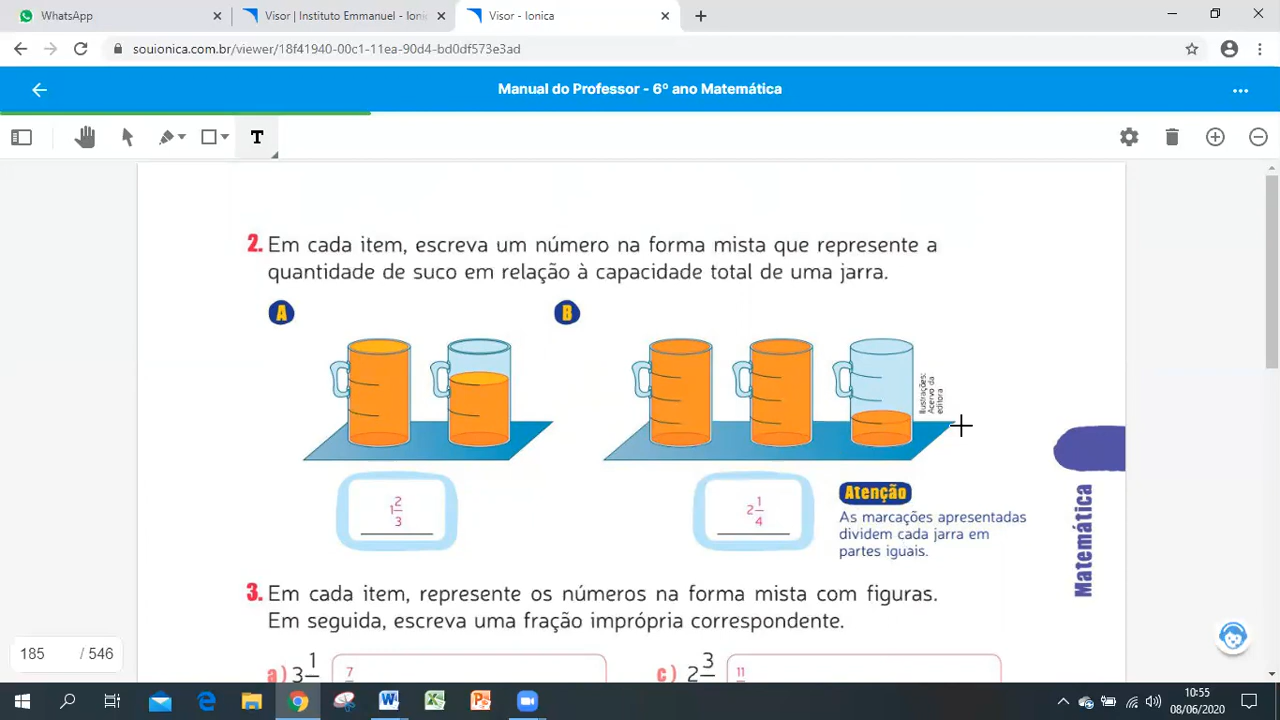 WhatsApp
Visor | Instituto Emmanuel - Ioni
Visor - Ionica
souionica.com.br/viewer/18f41940-00c1-11ea-90d4-bd0df573e3ad
Manual do Professor - 6º ano Matemática
T
2. Em cada item, escreva um número na forma mista que represente a
quantidade de suco em relação à capacidade total de uma jarra.
A
B
Ilustrações:
Acervo da
editora
1 2/3
2 1/4
Atenção
As marcações apresentadas
dividem cada jarra em
partes iguais.
Matemática
3. Em cada item, represente os números na forma mista com figuras.
Em seguida, escreva uma fração imprópria correspondente.
a) 3 1
7
c) 2 3
11
185 / 546
10:55
08/06/2020